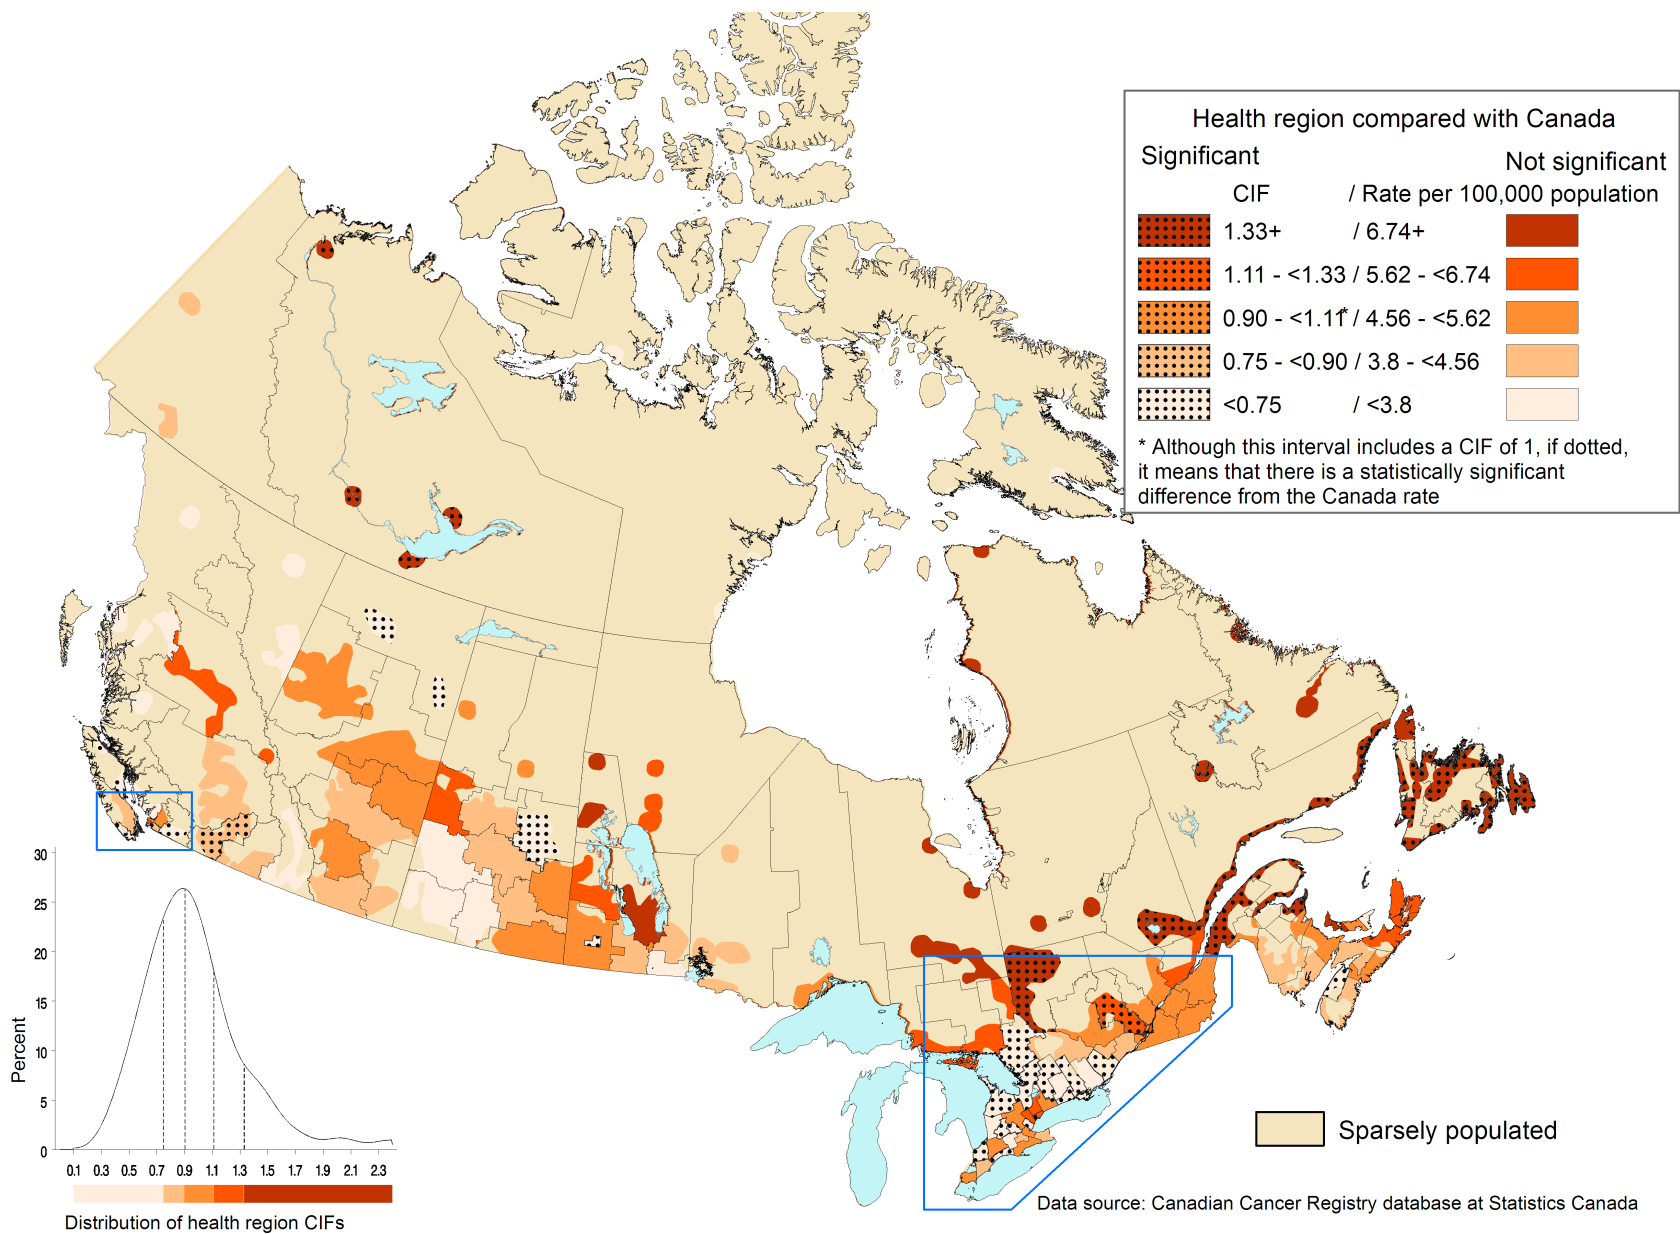 Health region compared with Canada
Significant
Not significant
CIF / Rate per 100,000 population
1.33+ / 6.74+
1.11 - <1.33 / 5.62 - <6.74
0.90 - <1.11* / 4.56 - <5.62
0.75 - <0.90 / 3.8 - <4.56
<0.75 / <3.8
* Although this interval includes a CIF of 1, if dotted,
it means that there is a statistically significant
difference from the Canada rate
30
25
20
15
10
5
0
Percent
0.1 0.3 0.5 0.7 0.9 1.1 1.3 1.5 1.7 1.9 2.1 2.3
Distribution of health region CIFs
Sparsely populated
Data source: Canadian Cancer Registry database at Statistics Canada